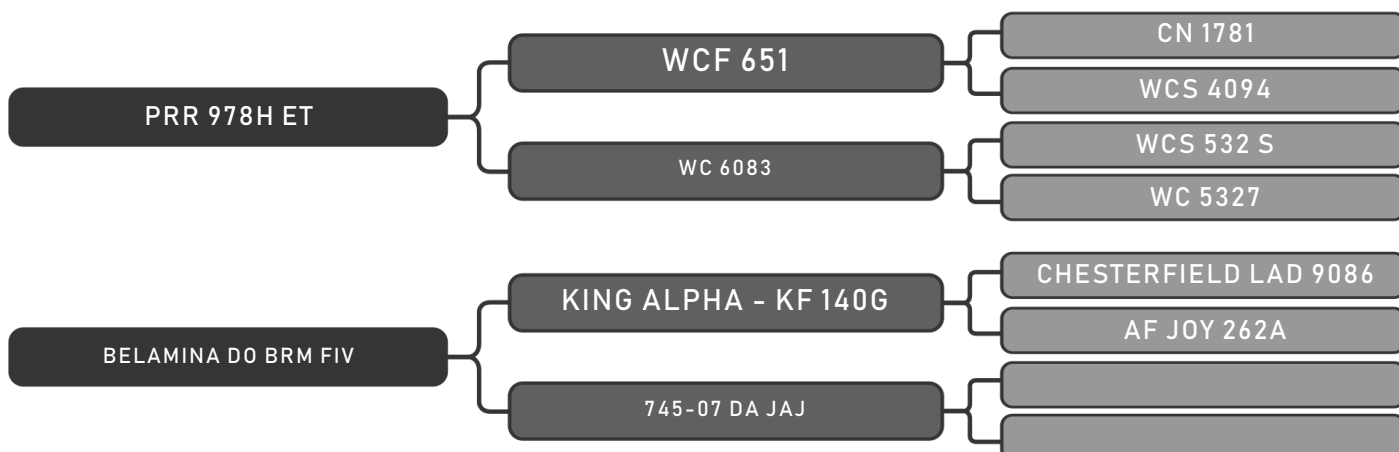 PRR 978H ET
WCF 651
WC 6083
CN 1781
WCS 4094
WCS 532 S
WC 5327
BELAMINA DO BRM FIV
KING ALPHA - KF 140G
745-07 DA JAJ
CHESTERFIELD LAD 9086
AF JOY 262A